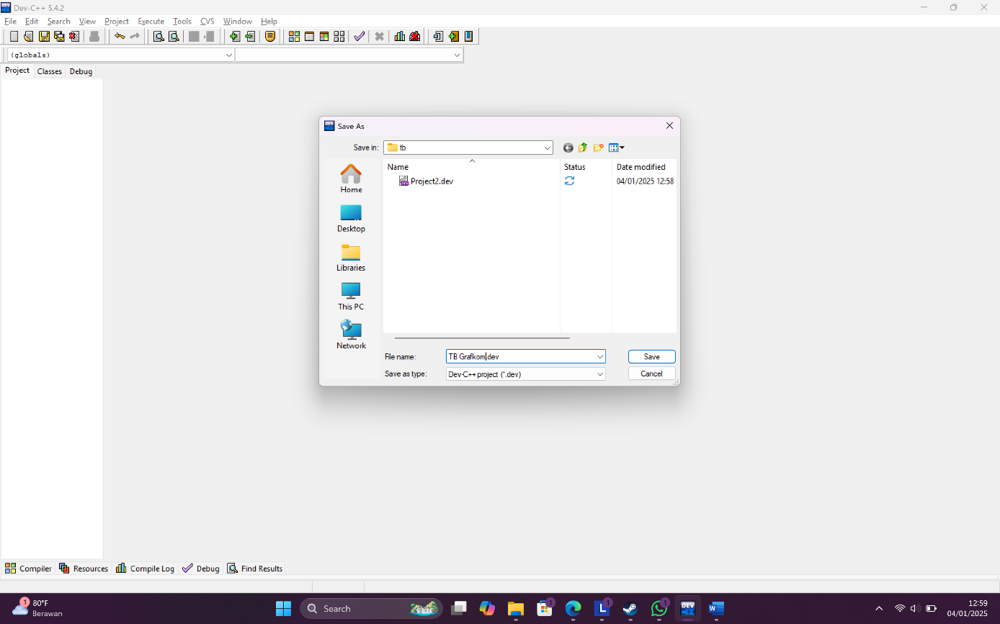 Dev-C++ 5.4.2
File Edit Search View Project Execute Tools CVS Window Help
(globals)
Project Classes Debug
Save As
Save in: tb
Name Status Date modified
Project2.dev 04/01/2025 12:58
Home
Desktop
Libraries
This PC
Network
File name: TB Grafkom.dev Save
Save as type: Dev-C++ project (*.dev) Cancel
Compiler Resources Compile Log Debug Find Results
1 80°F
Berawan
Search
1
L 1
1
DEV
W
12:59
04/01/2025